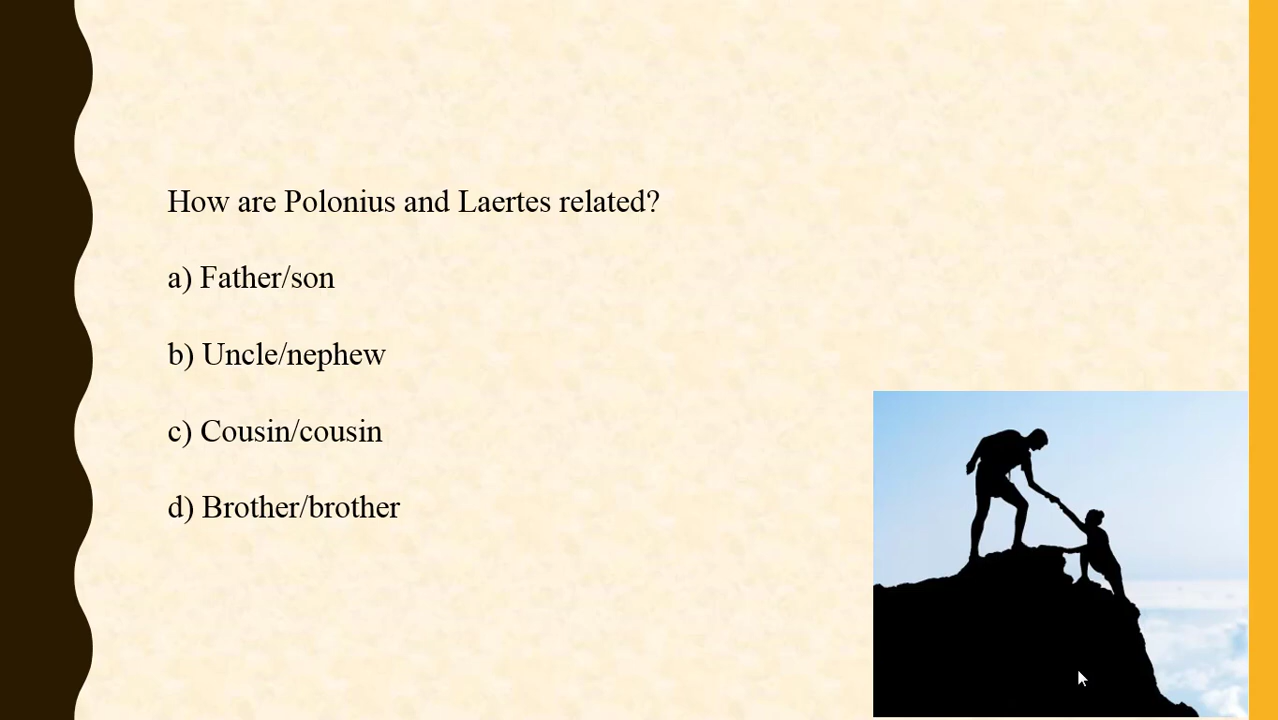 How are Polonius and Laertes related?
a) Father/son
b) Uncle/nephew
c) Cousin/cousin
d) Brother/brother